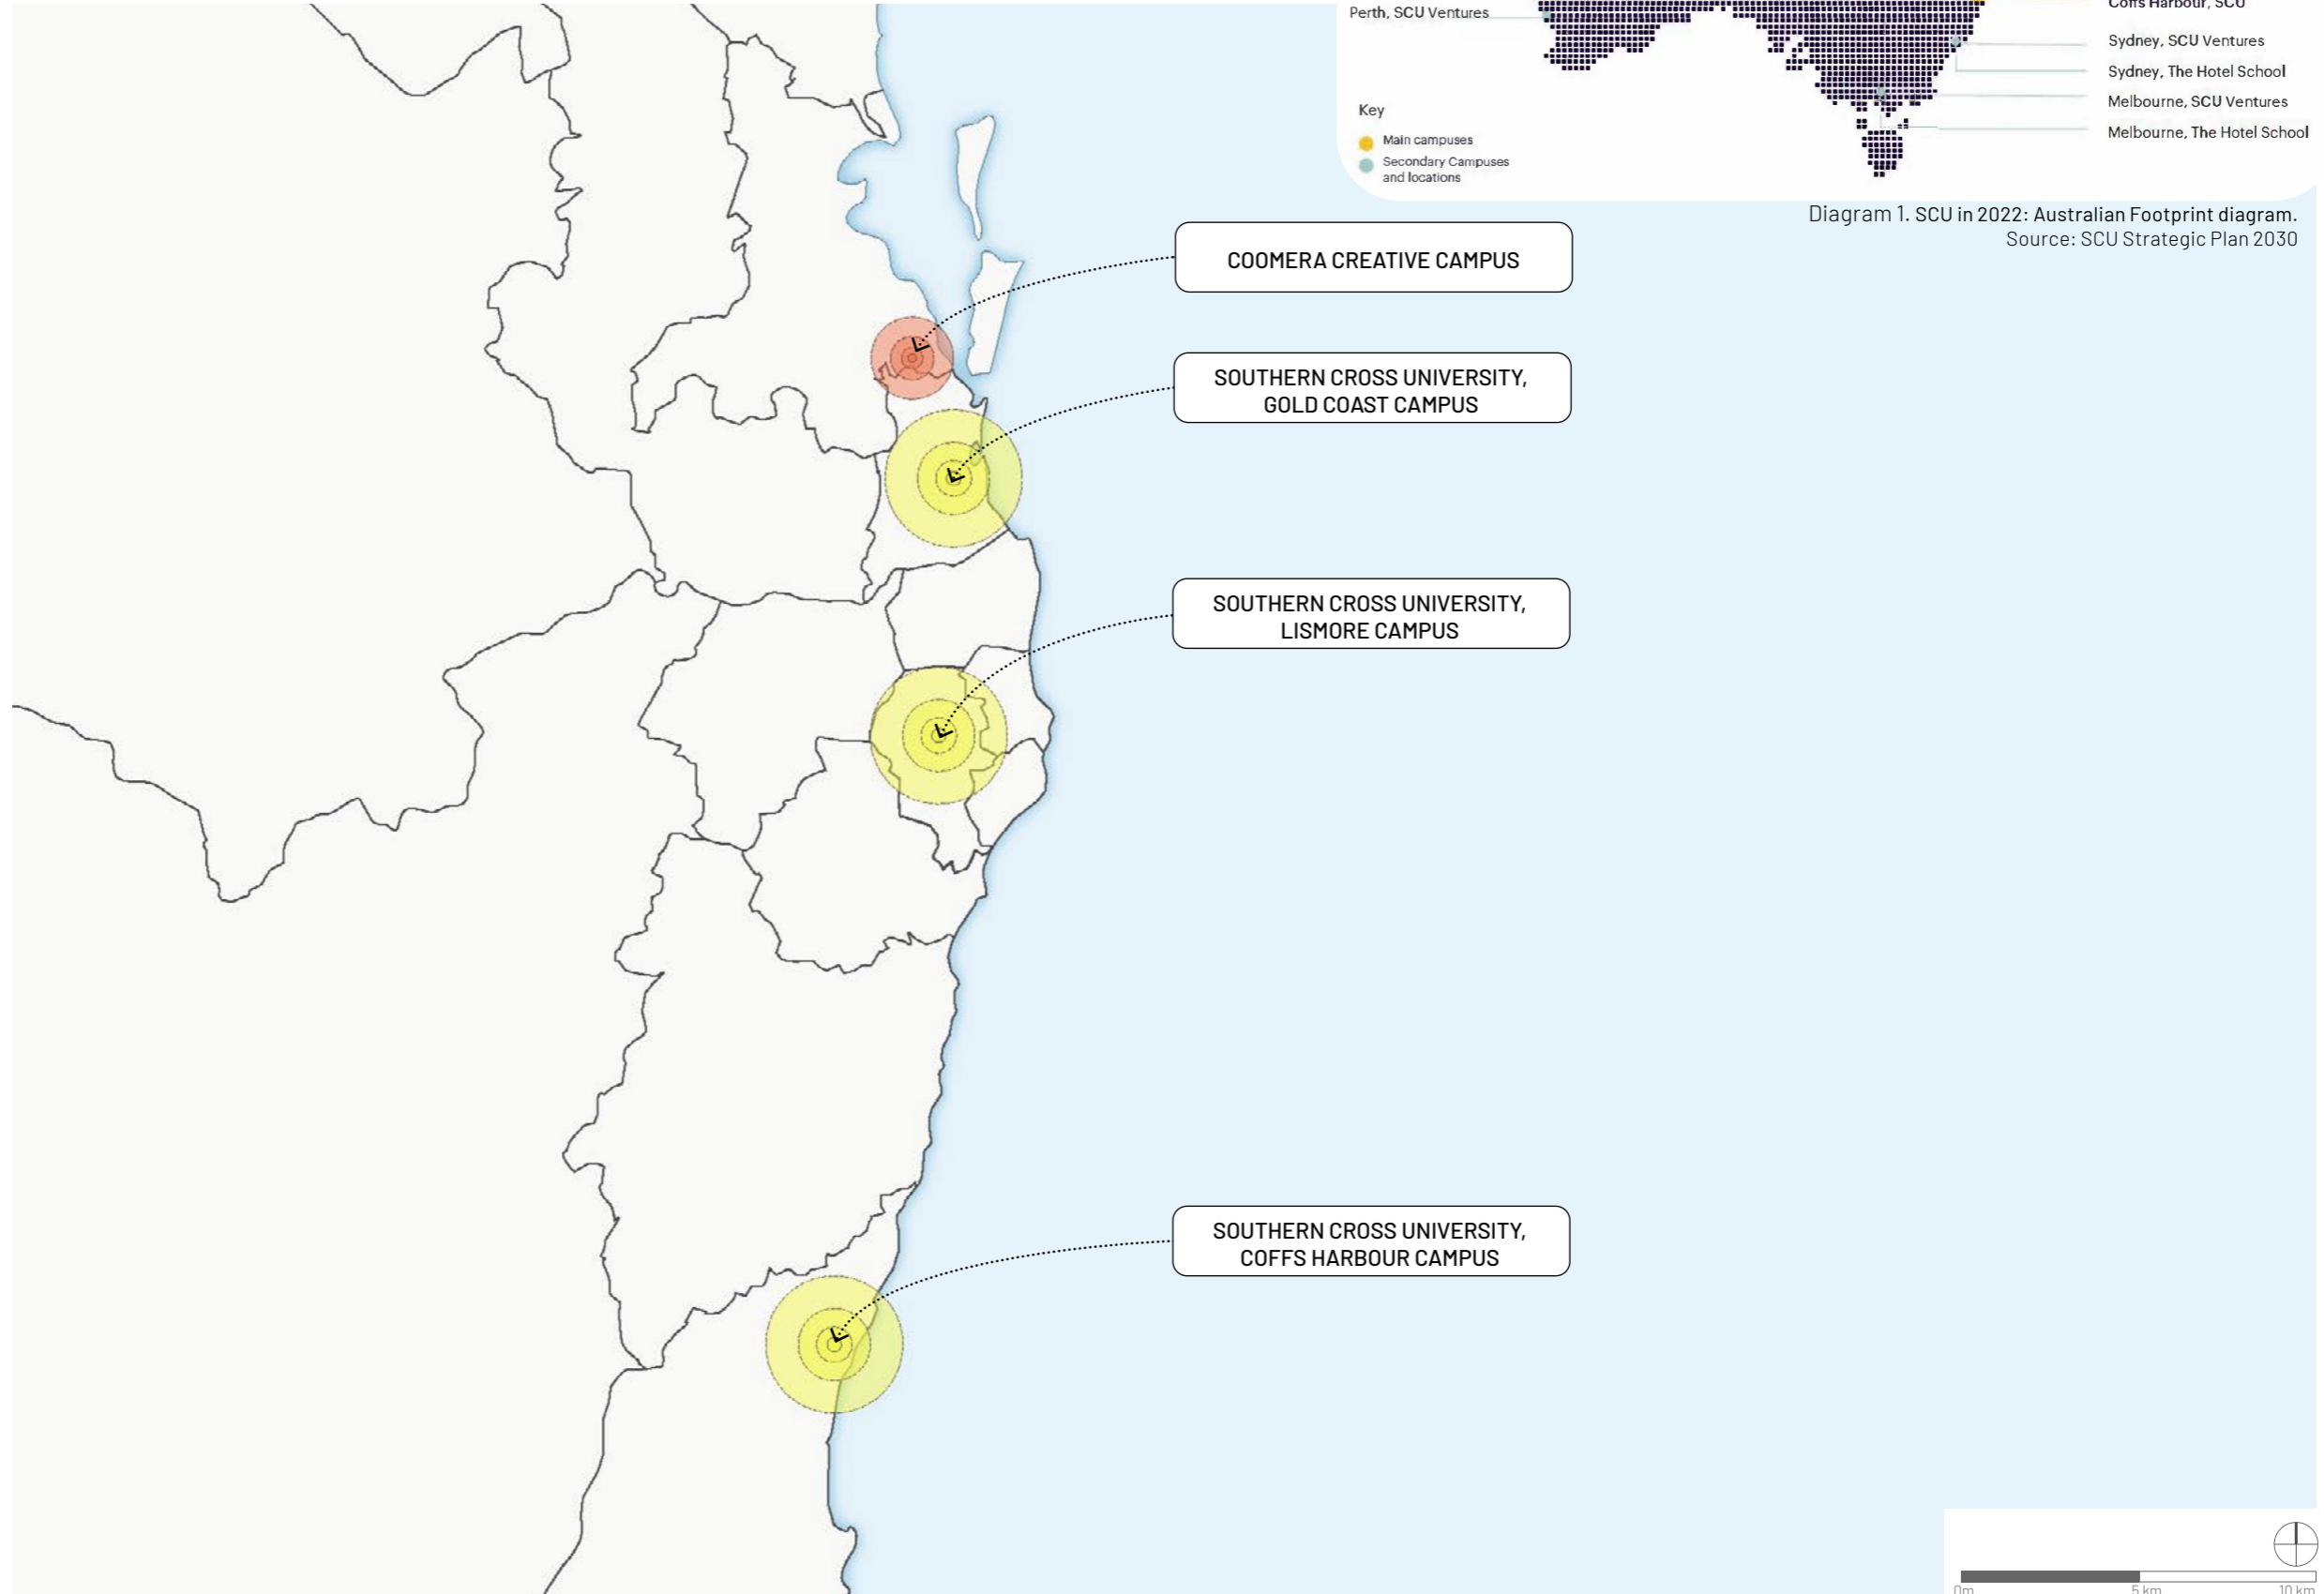 Coffs Harbour, SCU
Perth, SCU Ventures
Sydney, SCU Ventures
Sydney, The Hotel School
Melbourne, SCU Ventures
Melbourne, The Hotel School
Key
Main campuses
Secondary Campuses
and locations
Diagram 1. SCU in 2022: Australian Footprint diagram.
Source: SCU Strategic Plan 2030
COOMERA CREATIVE CAMPUS
SOUTHERN CROSS UNIVERSITY,
GOLD COAST CAMPUS
SOUTHERN CROSS UNIVERSITY,
LISMORE CAMPUS
SOUTHERN CROSS UNIVERSITY,
COFFS HARBOUR CAMPUS
0m 5 km 10 km